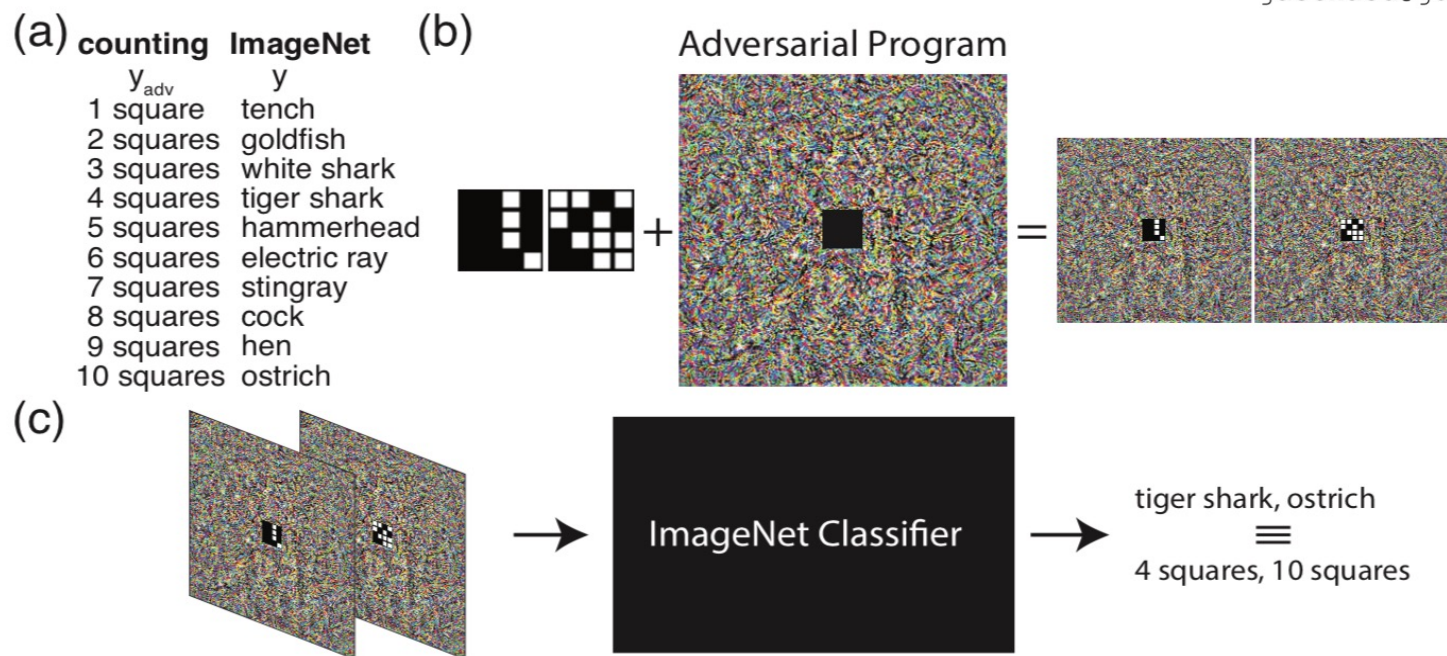 (a) counting ImageNet (b)
y_adv y
1 square tench
2 squares goldfish
3 squares white shark
4 squares tiger shark
5 squares hammerhead
6 squares electric ray
7 squares stingray
8 squares cock
9 squares hen
10 squares ostrich
Adversarial Program
+ =
(c)
ImageNet Classifier
tiger shark, ostrich
≡
4 squares, 10 squares